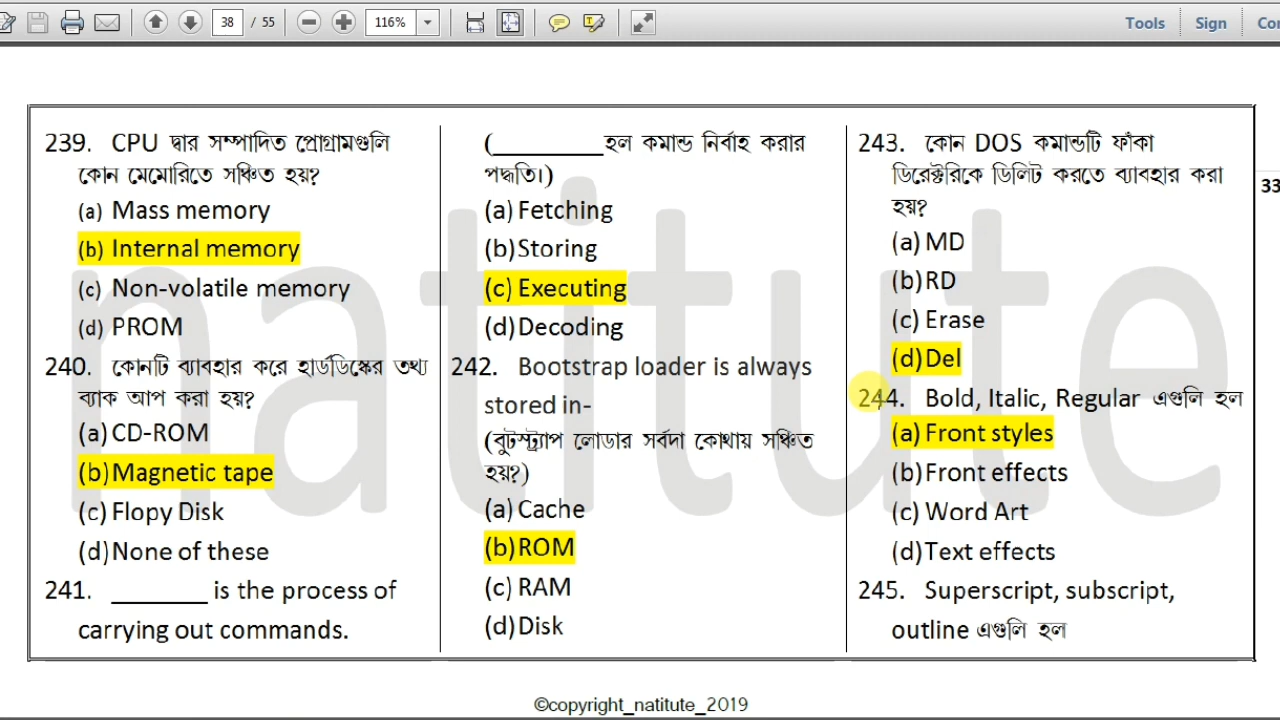 38 / 55
116%
Tools
Sign
239. CPU দ্বার সম্পাদিত প্রোগ্রামগুলি
কোন মেমোরিতে সঞ্চিত হয়?
(a) Mass memory
(b) Internal memory
(c) Non-volatile memory
(d) PROM
240. কোনটি ব্যাবহার করে হার্ডডিস্কের তথ্য
ব্যাক আপ করা হয়?
(a) CD-ROM
(b) Magnetic tape
(c) Flopy Disk
(d) None of these
241. ________ is the process of
carrying out commands.
(_________হল কমান্ড নির্বাহ করার
পদ্ধতি।)
(a) Fetching
(b) Storing
(c) Executing
(d) Decoding
242. Bootstrap loader is always
stored in-
(বুটস্ট্র্যাপ লোডার সর্বদা কোথায় সঞ্চিত
হয়?)
(a) Cache
(b) ROM
(c) RAM
(d) Disk
243. কোন DOS কমান্ডটি ফাঁকা
ডিরেক্টরিকে ডিলিট করতে ব্যাবহার করা
হয়?
(a) MD
(b) RD
(c) Erase
(d) Del
244. Bold, Italic, Regular এগুলি হল
(a) Front styles
(b) Front effects
(c) Word Art
(d) Text effects
245. Superscript, subscript,
outline এগুলি হল
33
natitute
©copyright_natitute_2019